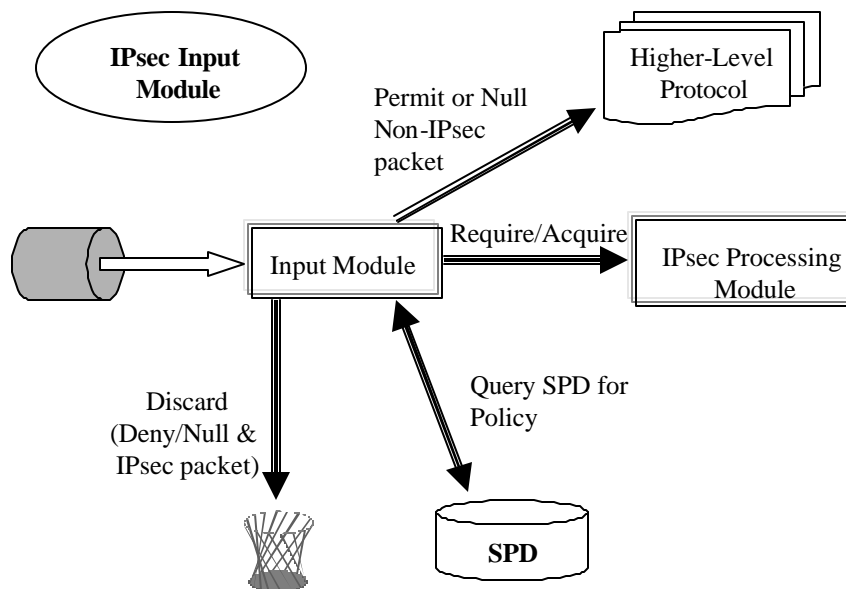 IPsec Input
Module
Higher-Level
Protocol
Permit or Null
Non-IPsec
packet
Require/Acquire
Input Module
IPsec Processing
Module
Query SPD for
Policy
Discard
(Deny/Null &
IPsec packet)
SPD